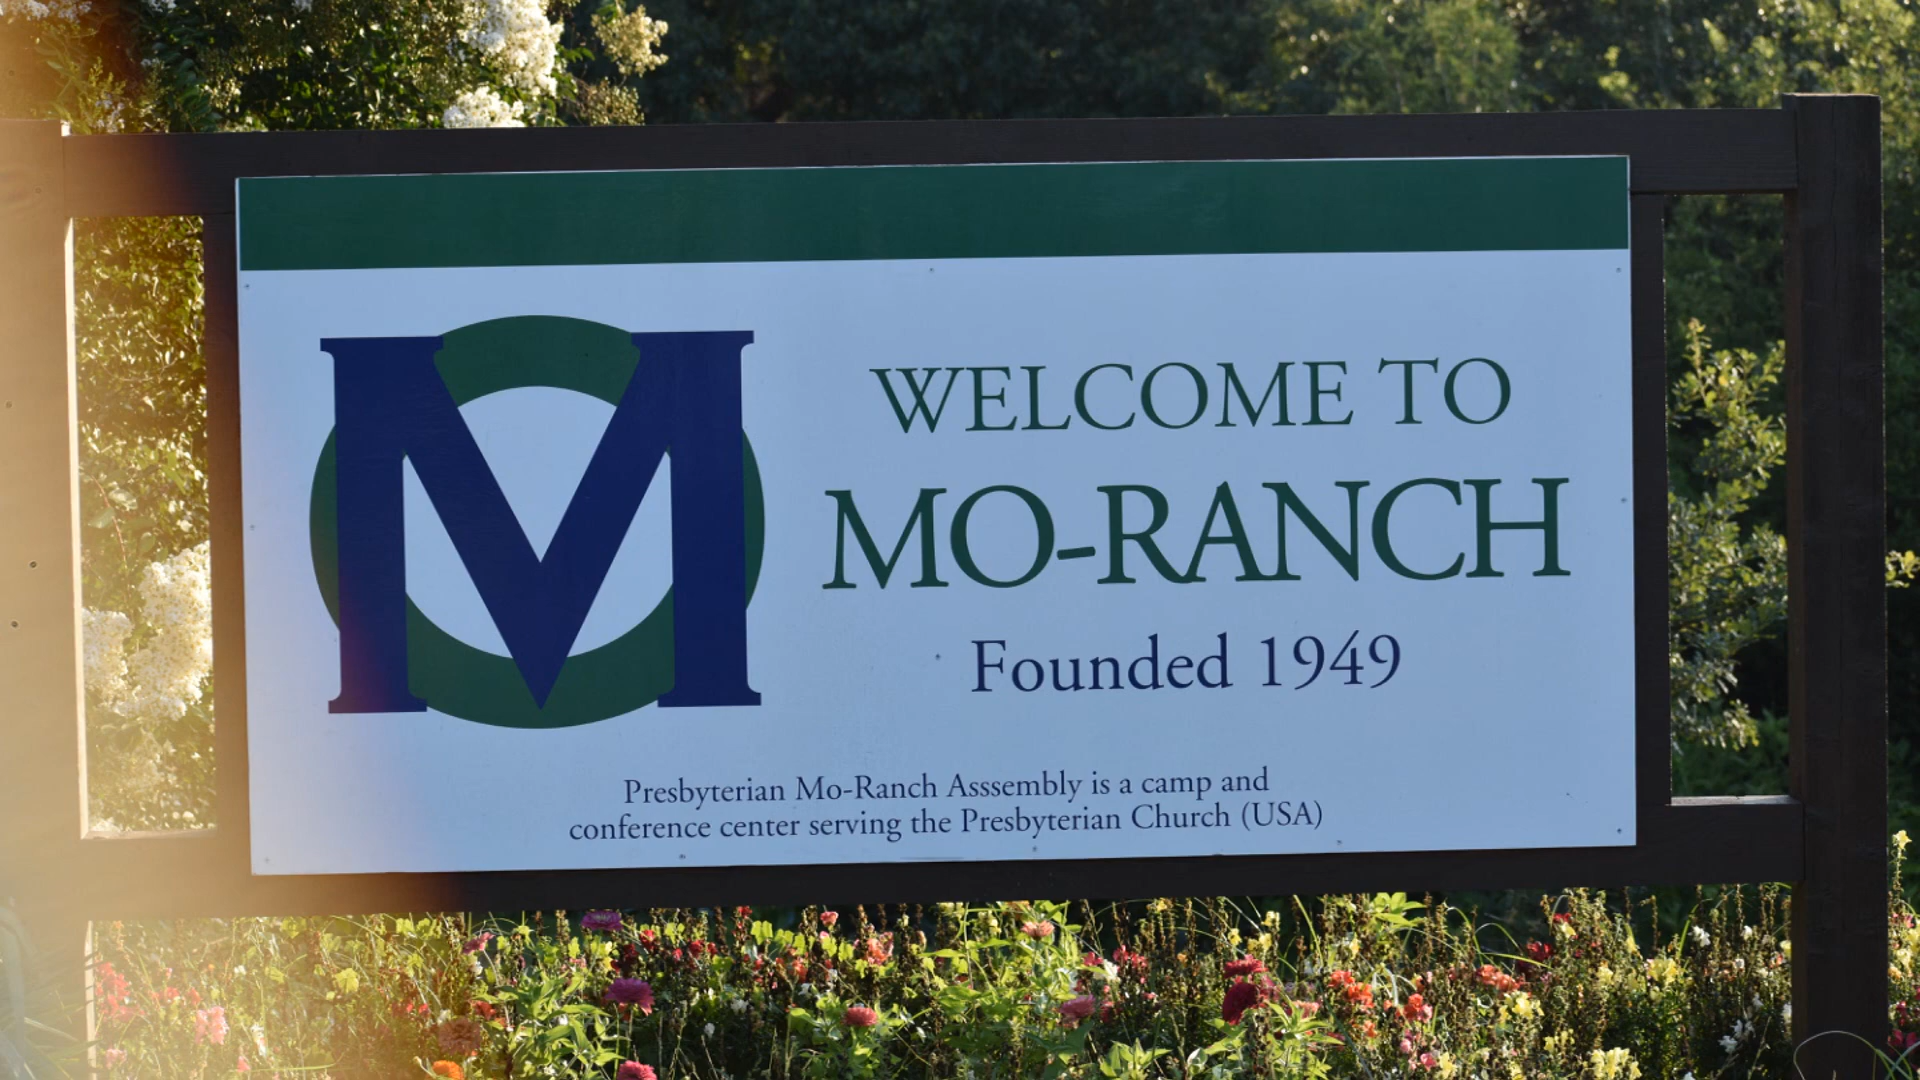 M
WELCOME TO
MO-RANCH
Founded 1949
Presbyterian Mo-Ranch Asssembly is a camp and
conference center serving the Presbyterian Church (USA)